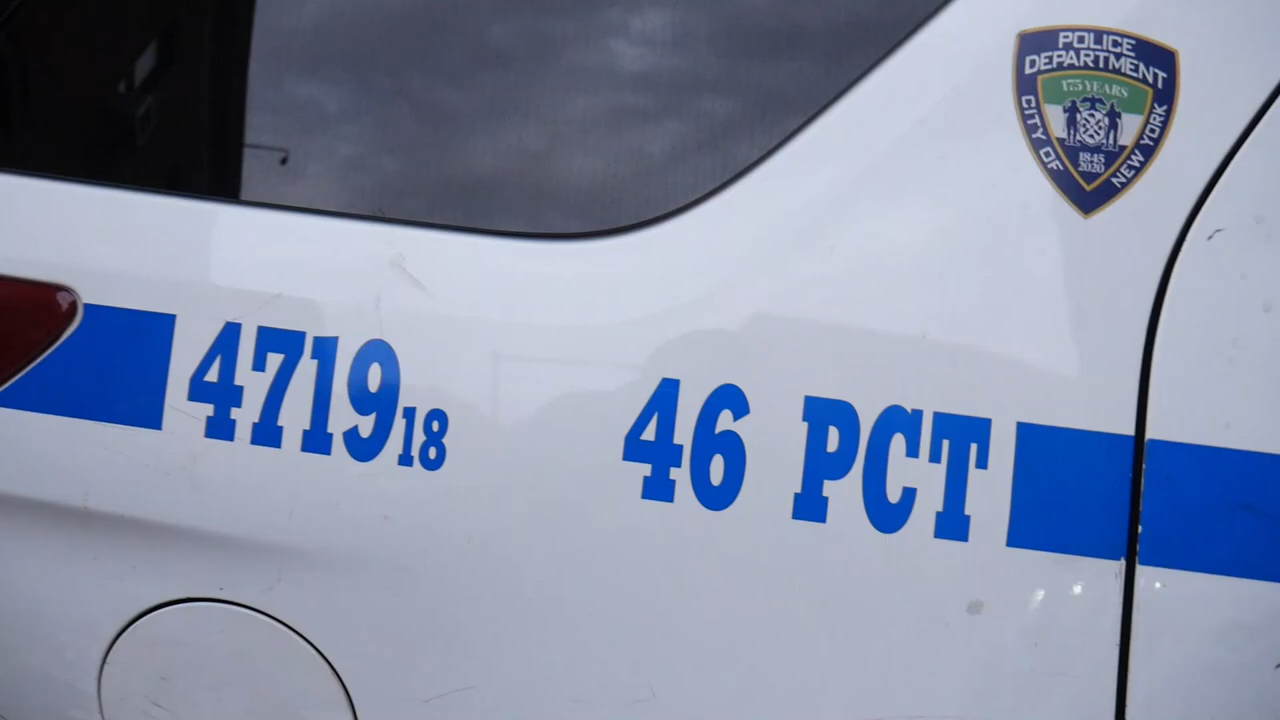 POLICE
DEPARTMENT
CITY OF
NEW YORK
175 YEARS
1845
2020
4719 18
46 PCT